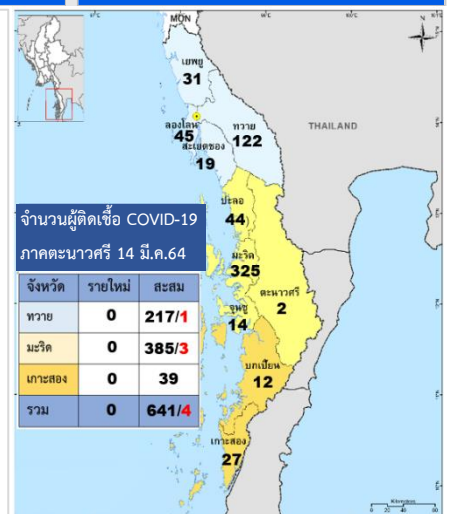 MON
เยพยู
31
ลองโลน
45
ทวาย
122
สะเยดชอง
19
THAILAND
ปะลอ
44
จำนวนผู้ติดเชื้อ COVID-19
ภาคตะนาวศรี 14 มี.ค.64
มะริด
325
ตะนาวศรี
2
จุนซู
14
จังหวัด รายใหม่ สะสม
ทวาย 0 217/1
มะริด 0 385/3
เกาะสอง 0 39
รวม 0 641/4
บกเปี้ยน
12
เกาะสอง
27
N
Kilometers